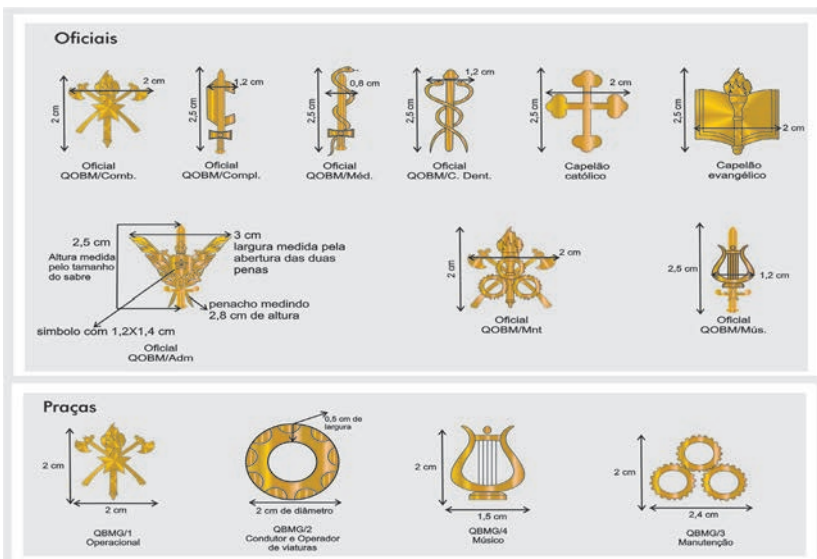 Oficiais
2 cm
2 cm
Oficial
QOBM/Comb.
2,5 cm
1,2 cm
Oficial
QOBM/Compl.
2,5 cm
0,8 cm
Oficial
QOBM/Méd.
2,5 cm
1,2 cm
Oficial
QOBM/C. Dent.
2,5 cm
2 cm
Capelão
católico
2,5 cm
2 cm
Capelão
evangélico
2,5 cm
Altura medida
pelo tamanho
do sabre
3 cm
largura medida pela
abertura das duas
penas
penacho medindo
2,8 cm de altura
simbolo com 1,2X1,4 cm
Oficial
QOBM/Adm
2 cm
2 cm
Oficial
QOBM/Mnt
2,5 cm
1,2 cm
Oficial
QOBM/Mús.
Praças
2 cm
2 cm
QBMG/1
Operacional
0,5 cm de
largura
2 cm de diâmetro
QBMG/2
Condutor e Operador
de viaturas
2 cm
1,5 cm
QBMG/4
Músico
2 cm
2,4 cm
QBMG/3
Manutenção